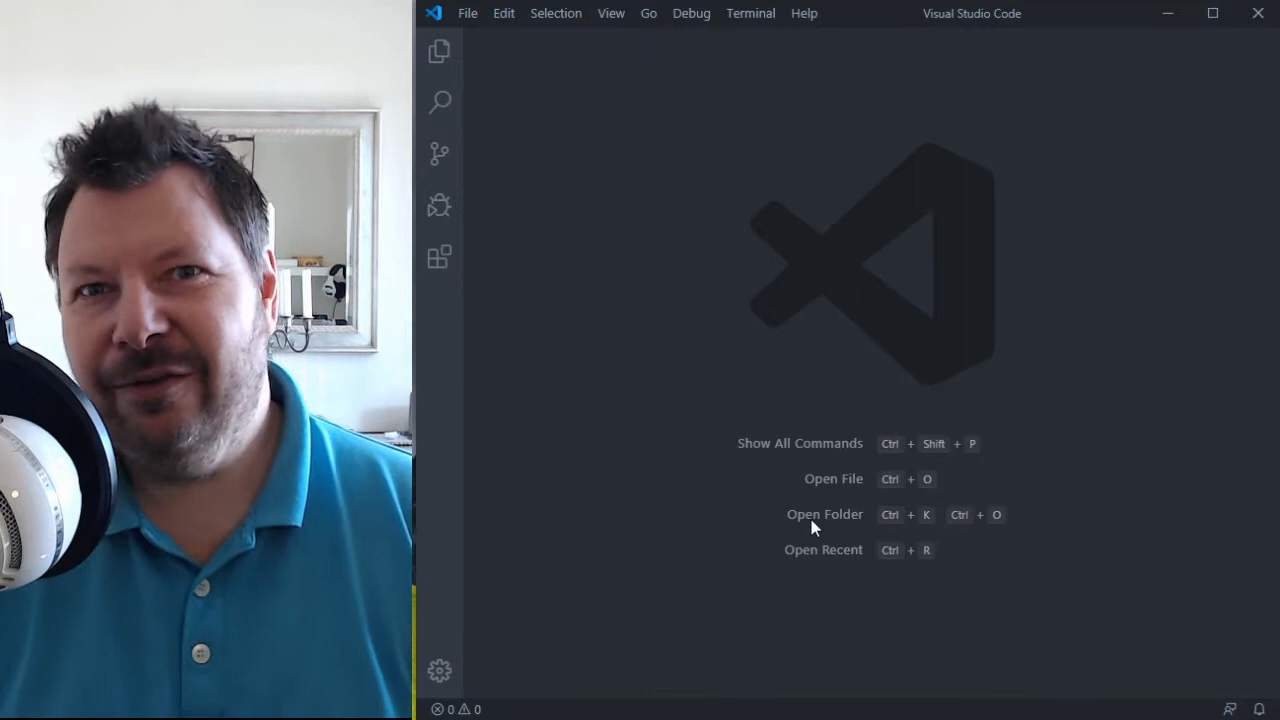 File Edit Selection View Go Debug Terminal Help Visual Studio Code
Show All Commands Ctrl + Shift + P
Open File Ctrl + O
Open Folder Ctrl + K Ctrl + O
Open Recent Ctrl + R
0 0